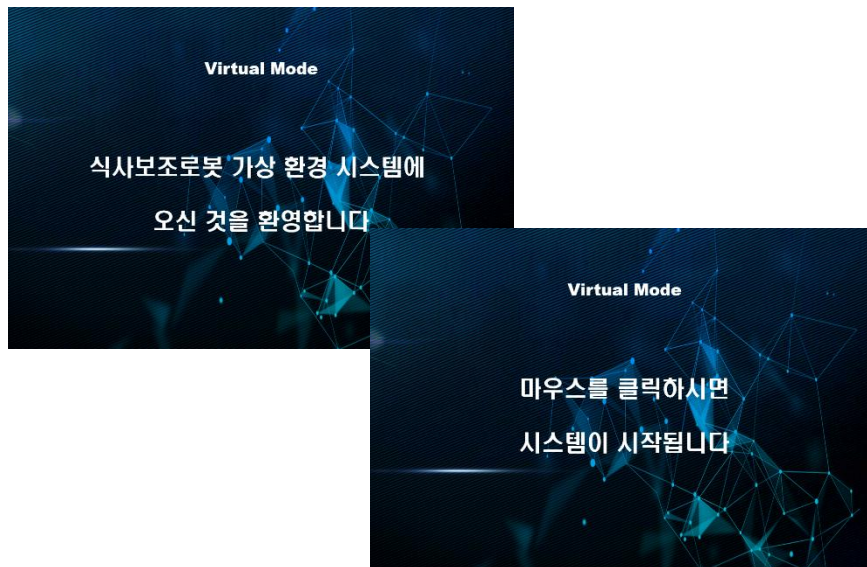 Virtual Mode
식사보조로봇 가상 환경 시스템에
오신 것을 환영합니다
Virtual Mode
마우스를 클릭하시면
시스템이 시작됩니다